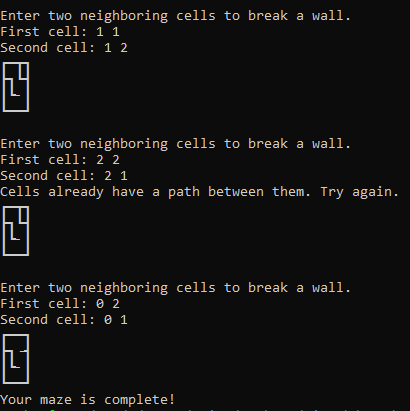 Enter two neighboring cells to break a wall.
First cell: 1 1
Second cell: 1 2
Enter two neighboring cells to break a wall.
First cell: 2 2
Second cell: 2 1
Cells already have a path between them. Try again.
Enter two neighboring cells to break a wall.
First cell: 0 2
Second cell: 0 1
Your maze is complete!